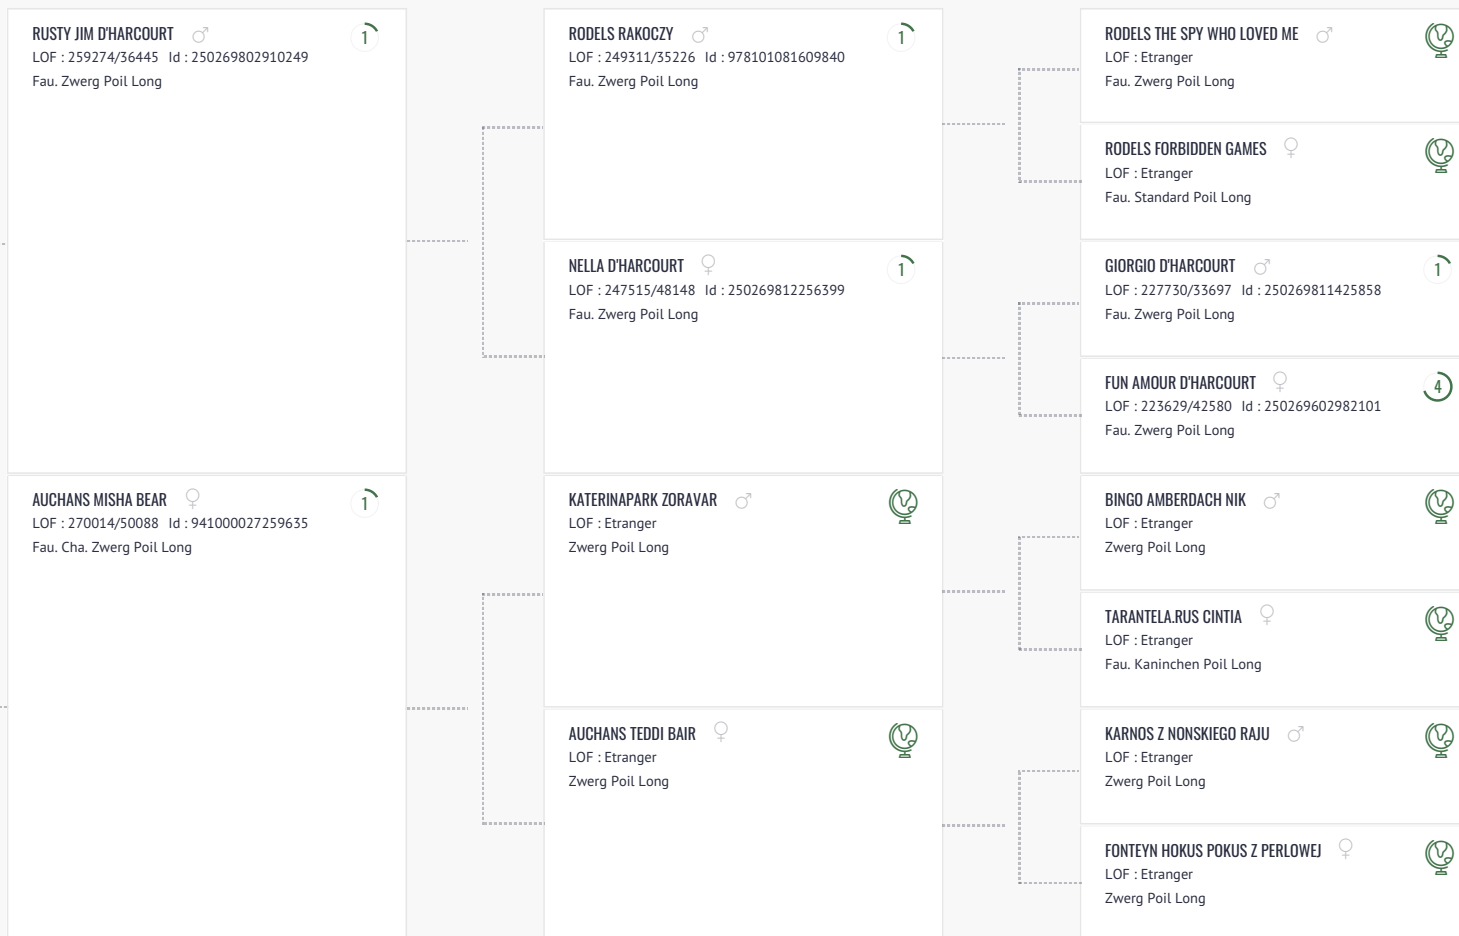 RUSTY JIM D'HARCOURT
1
LOF : 259274/36445 Id : 250269802910249
Fau. Zwerg Poil Long
AUCHANS MISHA BEAR
1
LOF : 270014/50088 Id : 941000027259635
Fau. Cha. Zwerg Poil Long
RODELS RAKOCZY
1
LOF : 249311/35226 Id : 978101081609840
Fau. Zwerg Poil Long
NELLA D'HARCOURT
1
LOF : 247515/48148 Id : 250269812256399
Fau. Zwerg Poil Long
KATERINAPARK ZORAVAR
LOF : Etranger
Zwerg Poil Long
AUCHANS TEDDI BAIR
LOF : Etranger
Zwerg Poil Long
RODELS THE SPY WHO LOVED ME
LOF : Etranger
Fau. Zwerg Poil Long
RODELS FORBIDDEN GAMES
LOF : Etranger
Fau. Standard Poil Long
GIORGIO D'HARCOURT
1
LOF : 227730/33697 Id : 250269811425858
Fau. Zwerg Poil Long
FUN AMOUR D'HARCOURT
4
LOF : 223629/42580 Id : 250269602982101
Fau. Zwerg Poil Long
BINGO AMBERDACH NIK
LOF : Etranger
Zwerg Poil Long
TARANTELA.RUS CINTIA
LOF : Etranger
Fau. Kaninchen Poil Long
KARNOS Z NONSKIEGO RAJU
LOF : Etranger
Zwerg Poil Long
FONTEYN HOKUS POKUS Z PERLOWEJ
LOF : Etranger
Zwerg Poil Long